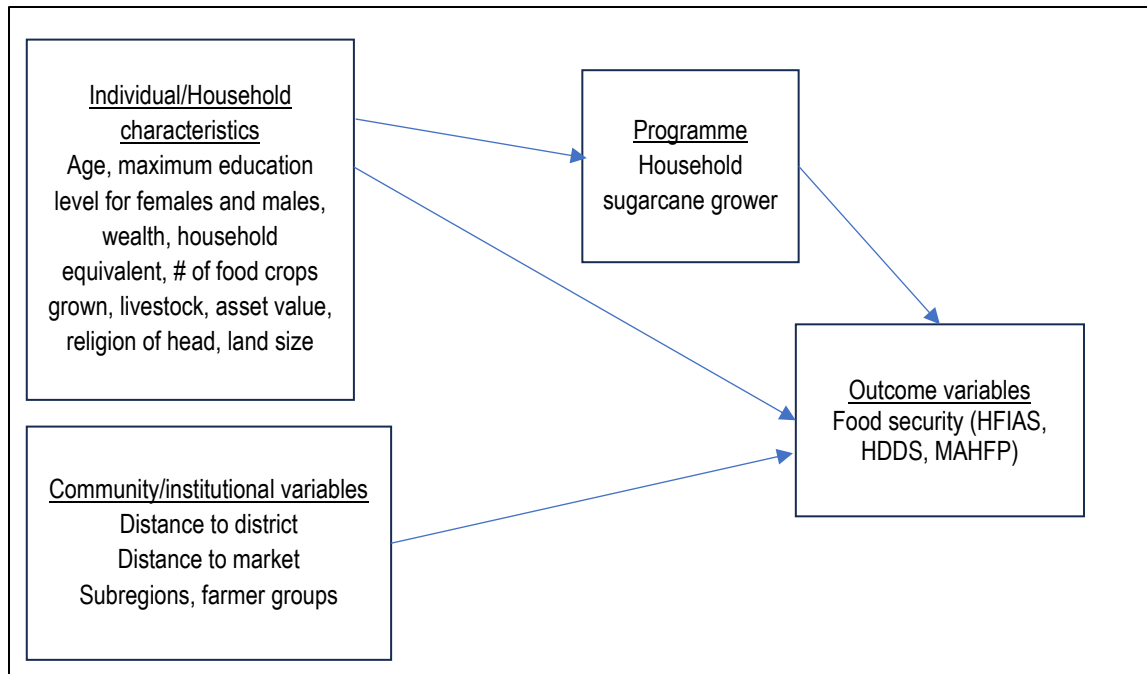 Individual/Household
characteristics
Age, maximum education
level for females and males,
wealth, household
equivalent, # of food crops
grown, livestock, asset value,
religion of head, land size
Programme
Household
sugarcane grower
Outcome variables
Food security (HFIAS,
HDDS, MAHFP)
Community/institutional variables
Distance to district
Distance to market
Subregions, farmer groups